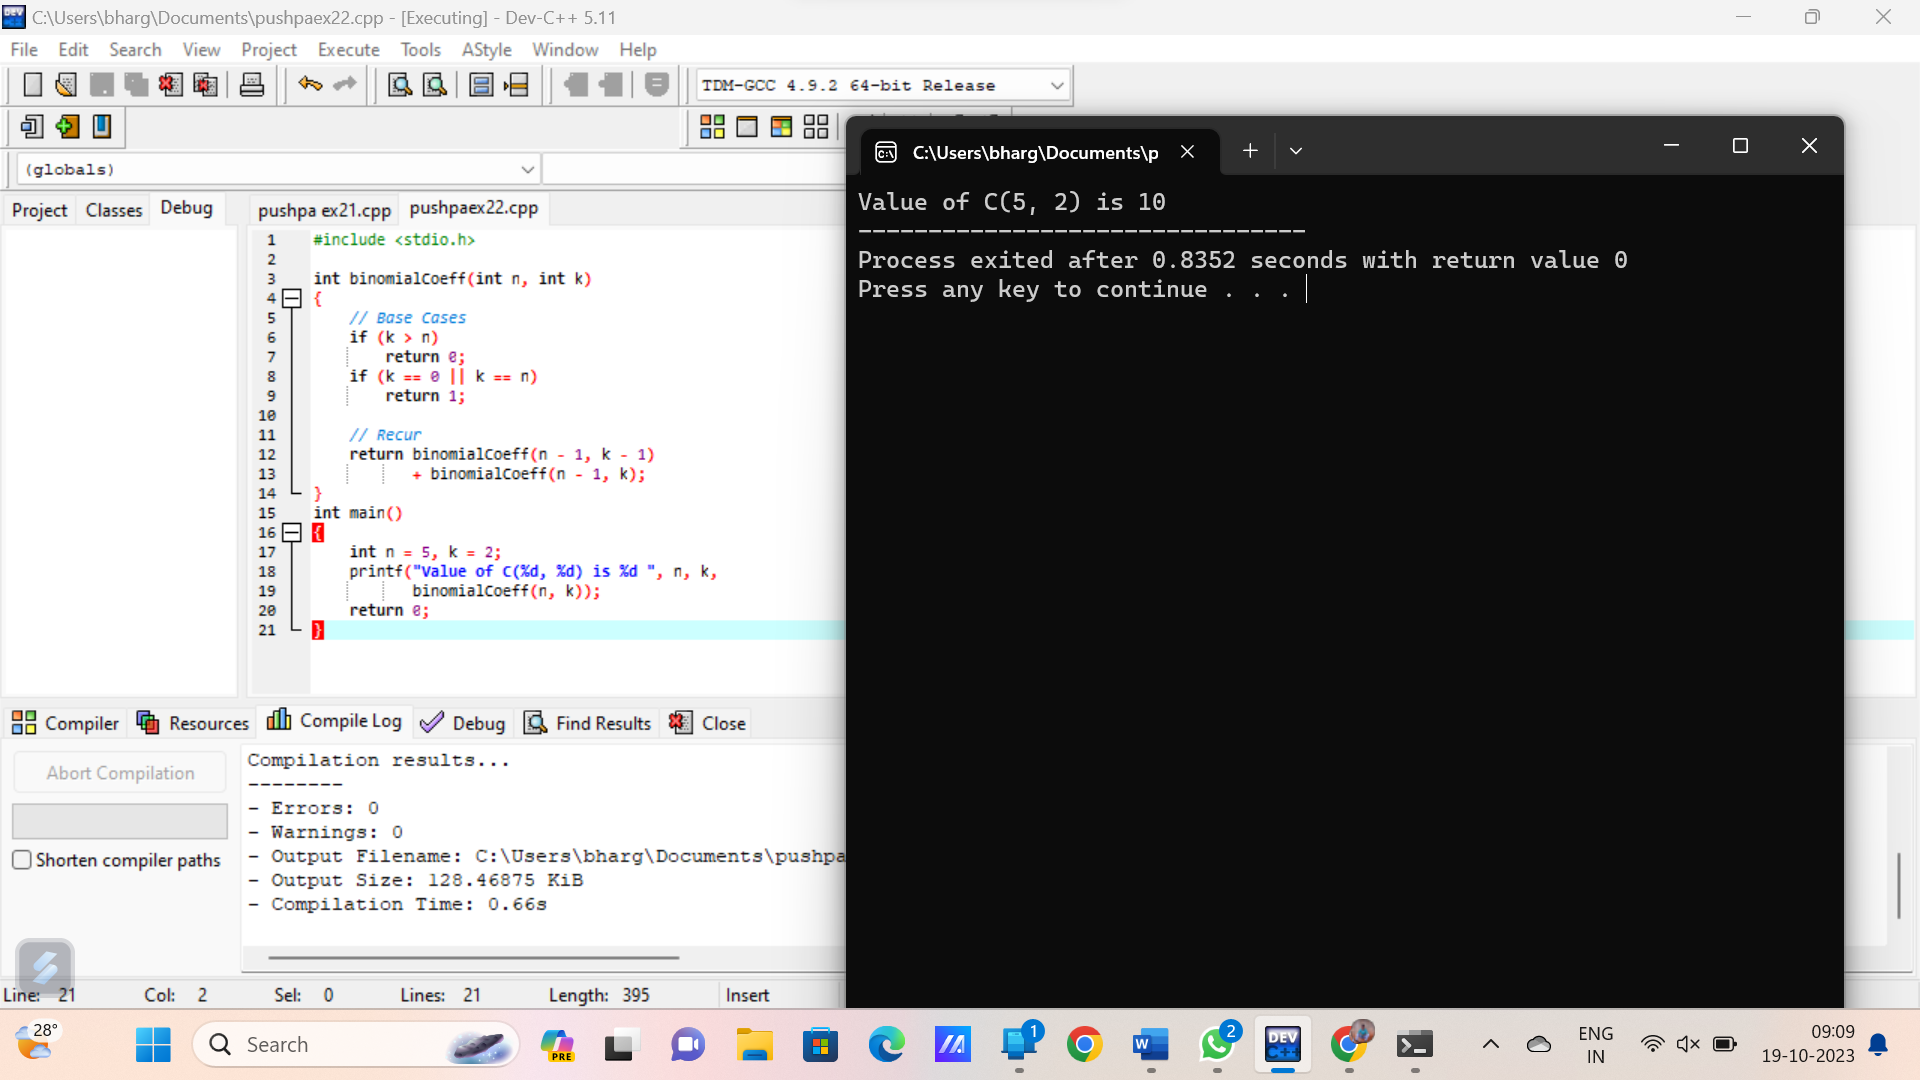 C:\Users\bharg\Documents\pushpaex22.cpp - [Executing] - Dev-C++ 5.11
File Edit Search View Project Execute Tools AStyle Window Help
TDM-GCC 4.9.2 64-bit Release
(globals)
Project Classes Debug
pushpa ex21.cpp pushpaex22.cpp
1 #include <stdio.h>
2
3 int binomialCoeff(int n, int k)
4 {
5 // Base Cases
6 if (k > n)
7 return 0;
8 if (k == 0 || k == n)
9 return 1;
10
11 // Recur
12 return binomialCoeff(n - 1, k - 1)
13 + binomialCoeff(n - 1, k);
14 }
15 int main()
16 {
17 int n = 5, k = 2;
18 printf("Value of C(%d, %d) is %d ", n, k,
19 binomialCoeff(n, k));
20 return 0;
21 }
C:\Users\bharg\Documents\p
Value of C(5, 2) is 10
--------------------------------
Process exited after 0.8352 seconds with return value 0
Press any key to continue . . .
Compiler Resources Compile Log Debug Find Results Close
Abort Compilation
Shorten compiler paths
Compilation results...
--------
- Errors: 0
- Warnings: 0
- Output Filename: C:\Users\bharg\Documents\pushpa
- Output Size: 128.46875 KiB
- Compilation Time: 0.66s
Line: 21 Col: 2 Sel: 0 Lines: 21 Length: 395 Insert
28°
Search
PRE
1
W
2
DEV
C++
ENG
IN
09:09
19-10-2023